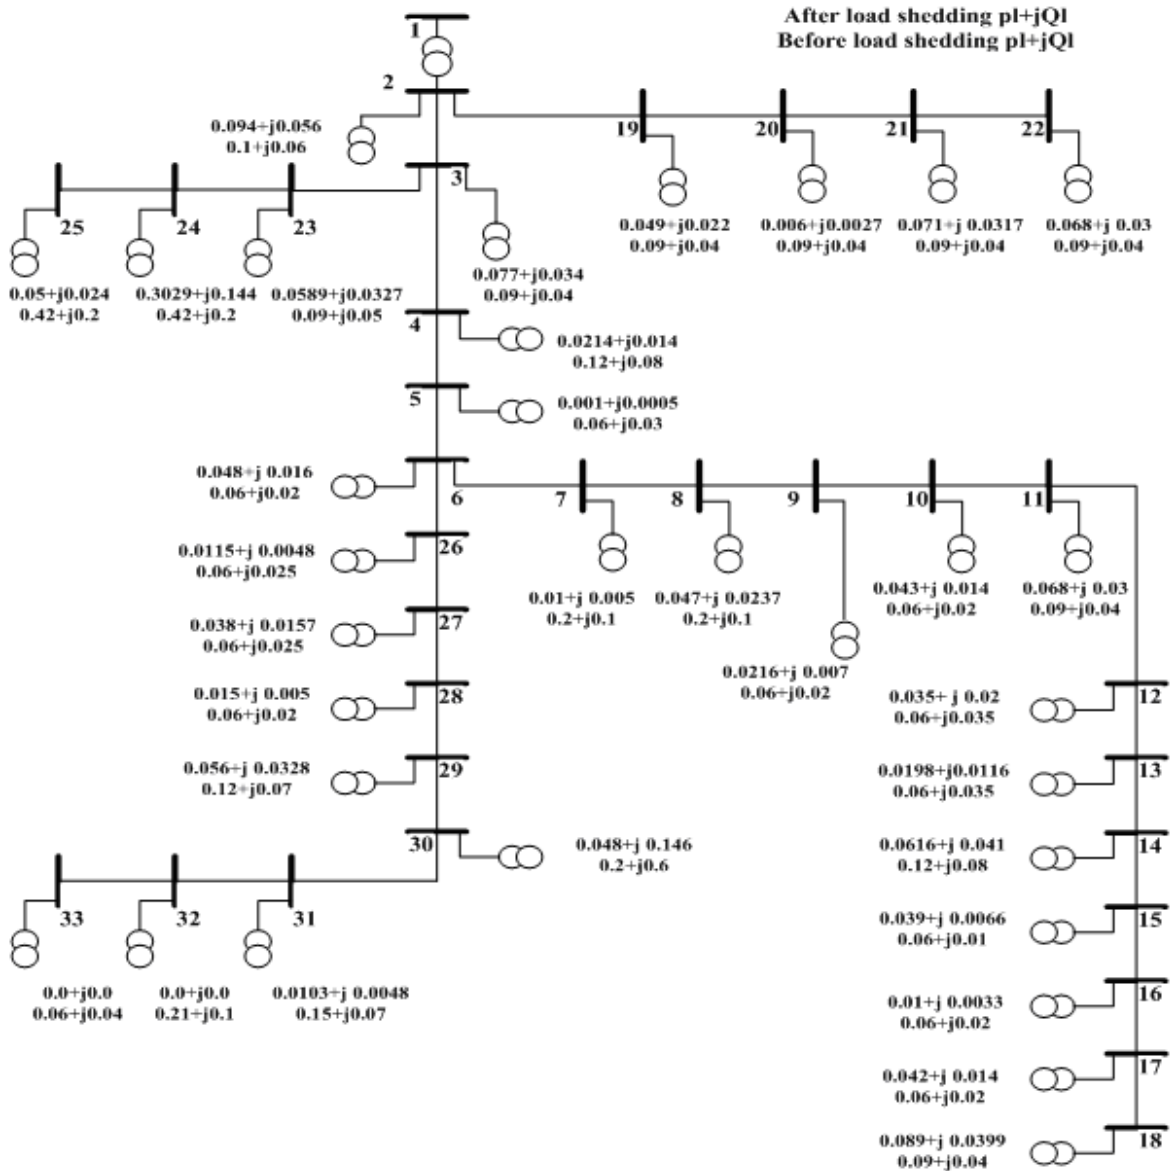 After load shedding pl+jQl
Before load shedding pl+jQl
1
2
0.094+j0.056
0.1+j0.06
19
20
21
22
0.049+j0.022
0.09+j0.04
0.006+j0.0027
0.09+j0.04
0.071+j 0.0317
0.09+j0.04
0.068+j 0.03
0.09+j0.04
3
25
24
23
0.077+j0.034
0.09+j0.04
0.05+j0.024
0.42+j0.2
0.3029+j0.144
0.42+j0.2
0.0589+j0.0327
0.09+j0.05
4
0.0214+j0.014
0.12+j0.08
5
0.001+j0.0005
0.06+j0.03
0.048+j 0.016
0.06+j0.02
6
7
8
9
10
11
0.01+j 0.005
0.2+j0.1
0.047+j 0.0237
0.2+j0.1
0.0216+j 0.007
0.06+j0.02
0.043+j 0.014
0.06+j0.02
0.068+j 0.03
0.09+j0.04
26
0.0115+j 0.0048
0.06+j0.025
27
0.038+j 0.0157
0.06+j0.025
28
0.015+j 0.005
0.06+j0.02
29
0.056+j 0.0328
0.12+j0.07
30
0.048+j 0.146
0.2+j0.6
33
32
31
0.0+j0.0
0.06+j0.04
0.0+j0.0
0.21+j0.1
0.0103+j 0.0048
0.15+j0.07
12
0.035+ j 0.02
0.06+j0.035
13
0.0198+j0.0116
0.06+j0.035
14
0.0616+j 0.041
0.12+j0.08
15
0.039+j 0.0066
0.06+j0.01
16
0.01+j 0.0033
0.06+j0.02
17
0.042+j 0.014
0.06+j0.02
18
0.089+j 0.0399
0.09+j0.04